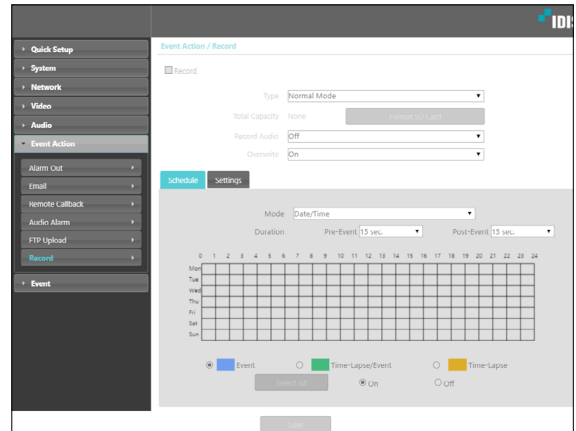 IDIS
Quick Setup
System
Network
Video
Audio
Event Action
Alarm Out
Email
Remote Callback
Audio Alarm
FTP Upload
Record
Event
Event Action / Record
Record
Type Normal Mode
Total Capacity None Format SD Card
Record Audio Off
Overwrite On
Schedule Settings
Mode Date/Time
Duration Pre-Event 15 sec. Post-Event 15 sec.
0 1 2 3 4 5 6 7 8 9 10 11 12 13 14 15 16 17 18 19 20 21 22 23 24
Mon
Tue
Wed
Thu
Fri
Sat
Sun
Event Time-Lapse/Event Time-Lapse
Select All On Off
Save